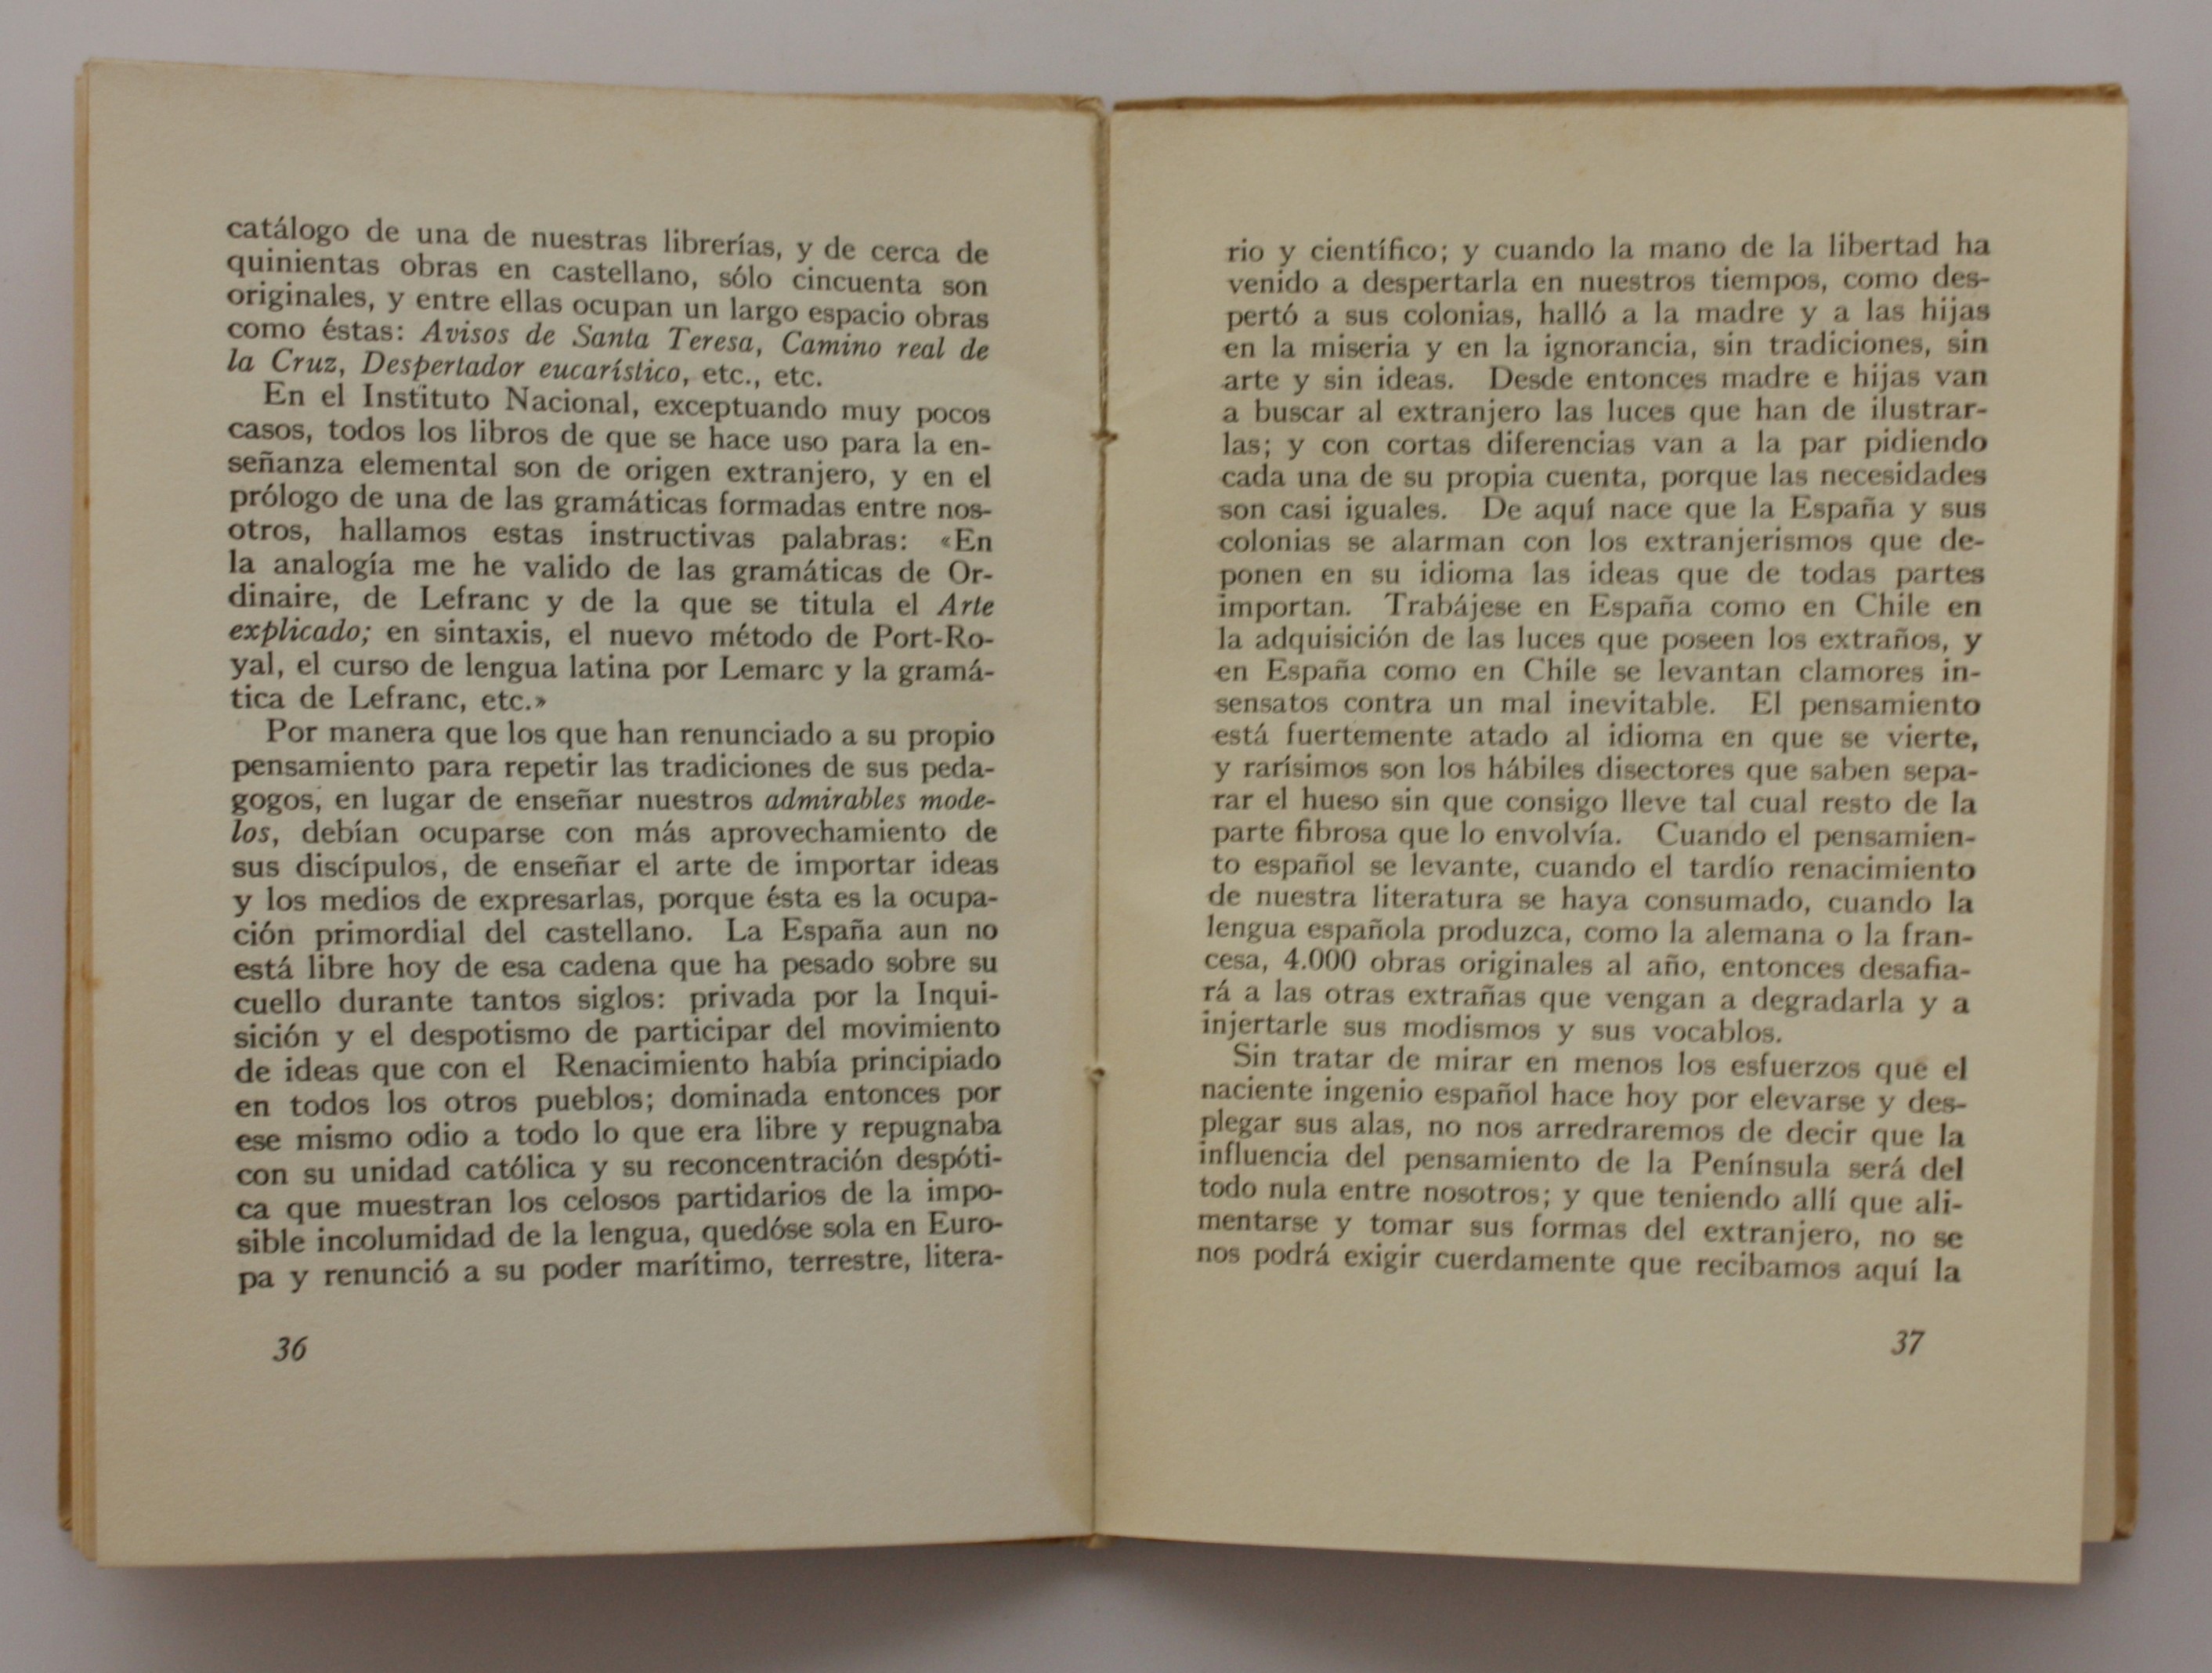 catálogo de una de nuestras librerías, y de cerca de
quinientas obras en castellano, sólo cincuenta son
originales, y entre ellas ocupan un largo espacio obras
como éstas: Avisos de Santa Teresa, Camino real de
la Cruz, Despertador eucarístico, etc., etc.
En el Instituto Nacional, exceptuando muy pocos
casos, todos los libros de que se hace uso para la en-
señanza elemental son de origen extranjero, y en el
prólogo de una de las gramáticas formadas entre nos-
otros, hallamos estas instructivas palabras: «En
la analogía me he valido de las gramáticas de Or-
dinaire, de Lefranc y de la que se titula el Arte
explicado; en sintaxis, el nuevo método de Port-Ro-
yal, el curso de lengua latina por Lemarc y la gramá-
tica de Lefranc, etc.»
Por manera que los que han renunciado a su propio
pensamiento para repetir las tradiciones de sus peda-
gogos, en lugar de enseñar nuestros admirables mode-
los, debían ocuparse con más aprovechamiento de
sus discípulos, de enseñar el arte de importar ideas
y los medios de expresarlas, porque ésta es la ocupa-
ción primordial del castellano. La España aun no
está libre hoy de esa cadena que ha pesado sobre su
cuello durante tantos siglos: privada por la Inqui-
sición y el despotismo de participar del movimiento
de ideas que con el Renacimiento había principiado
en todos los otros pueblos; dominada entonces por
ese mismo odio a todo lo que era libre y repugnaba
con su unidad católica y su reconcentración despóti-
ca que muestran los celosos partidarios de la impo-
sible incolumidad de la lengua, quedóse sola en Euro-
pa y renunció a su poder marítimo, terrestre, litera-
36
rio y científico; y cuando la mano de la libertad ha
venido a despertarla en nuestros tiempos, como des-
pertó a sus colonias, halló a la madre y a las hijas
en la miseria y en la ignorancia, sin tradiciones, sin
arte y sin ideas. Desde entonces madre e hijas van
a buscar al extranjero las luces que han de ilustrar-
las; y con cortas diferencias van a la par pidiendo
cada una de su propia cuenta, porque las necesidades
son casi iguales. De aquí nace que la España y sus
colonias se alarman con los extranjerismos que de-
ponen en su idioma las ideas que de todas partes
importan. Trabájese en España como en Chile en
la adquisición de las luces que poseen los extraños, y
en España como en Chile se levantan clamores in-
sensatos contra un mal inevitable. El pensamiento
está fuertemente atado al idioma en que se vierte,
y rarísimos son los hábiles disectores que saben sepa-
rar el hueso sin que consigo lleve tal cual resto de la
parte fibrosa que lo envolvía. Cuando el pensamien-
to español se levante, cuando el tardío renacimiento
de nuestra literatura se haya consumado, cuando la
lengua española produzca, como la alemana o la fran-
cesa, 4.000 obras originales al año, entonces desafia-
rá a las otras extrañas que vengan a degradarla y a
injertarle sus modismos y sus vocablos.
Sin tratar de mirar en menos los esfuerzos que el
naciente ingenio español hace hoy por elevarse y des-
plegar sus alas, no nos arredraremos de decir que la
influencia del pensamiento de la Península será del
todo nula entre nosotros; y que teniendo allí que ali-
mentarse y tomar sus formas del extranjero, no se
nos podrá exigir cuerdamente que recibamos aquí la
37